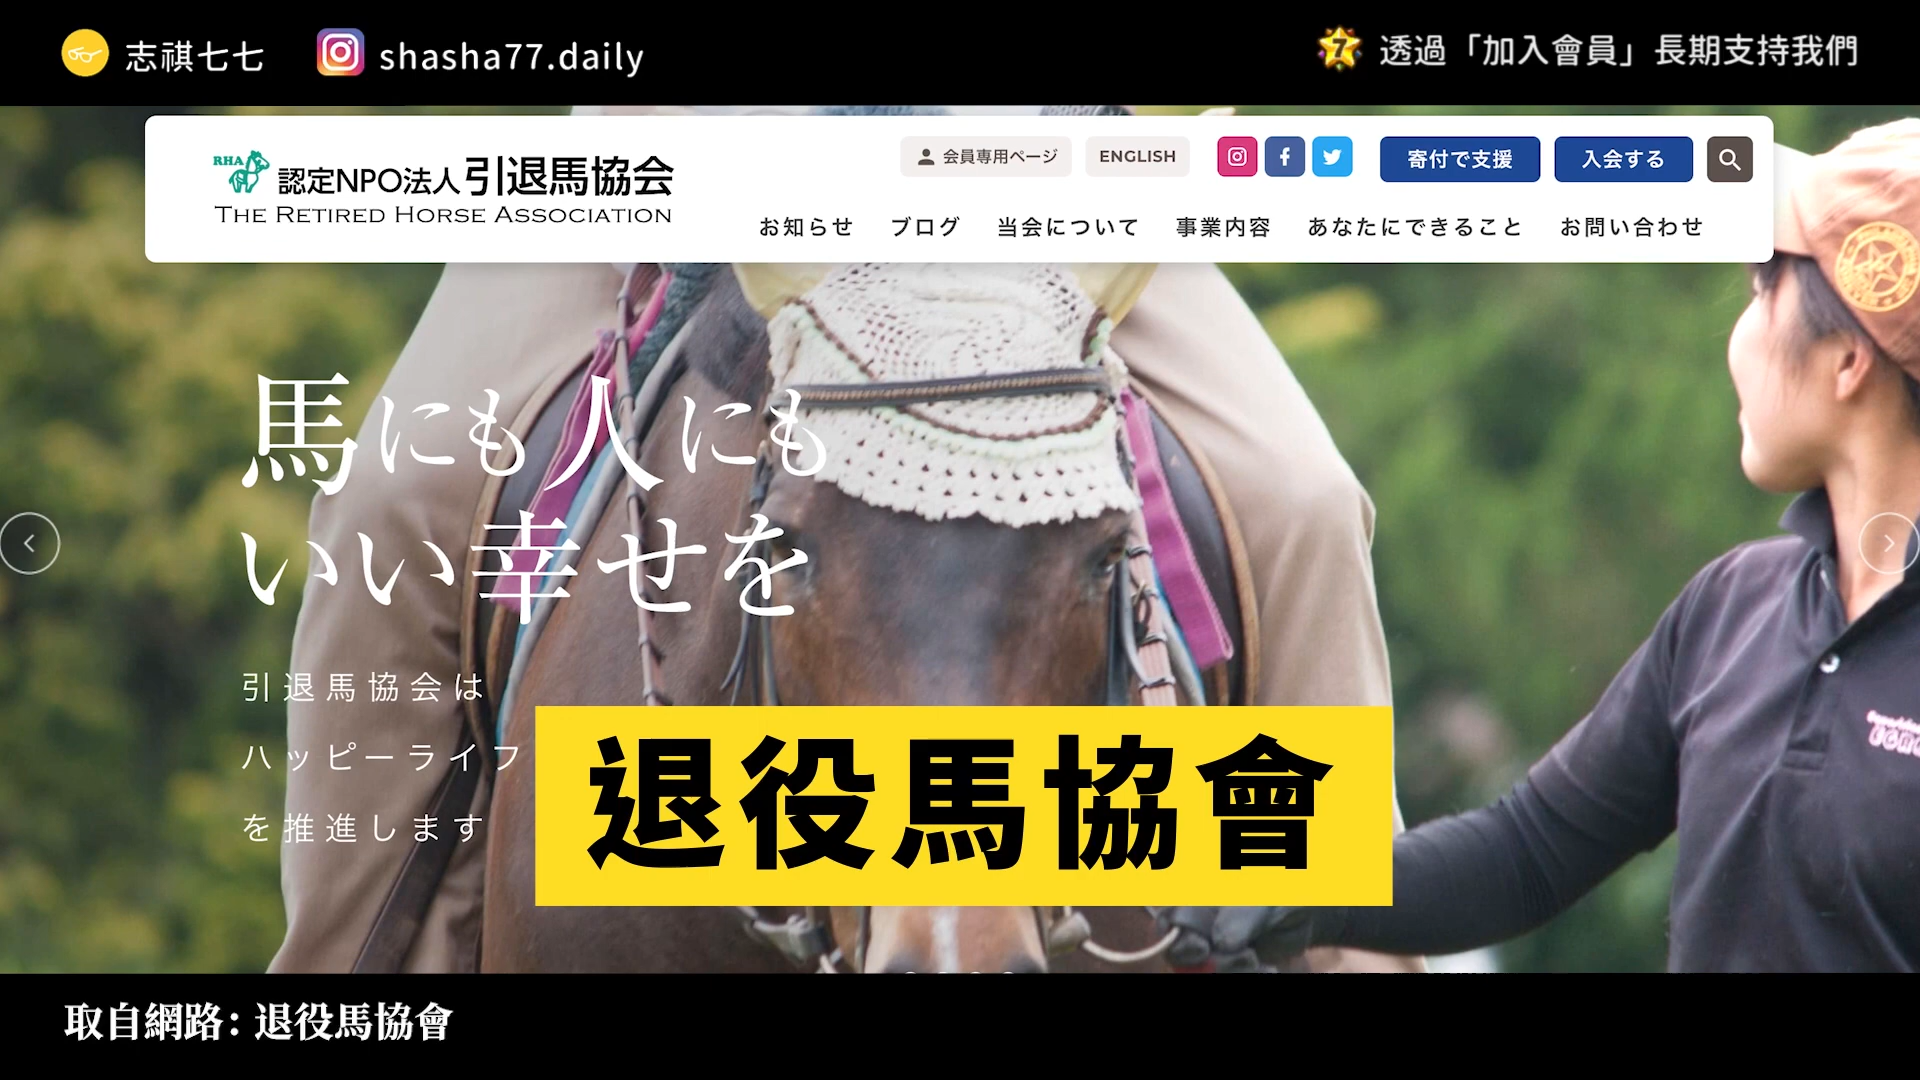 志祺七七
shasha77.daily
7
透過「加入會員」長期支持我們
RHA
認定NPO法人引退馬協会
THE RETIRED HORSE ASSOCIATION
会員専用ページ
ENGLISH
寄付で支援
入会する
お知らせ
ブログ
当会について
事業内容
あなたにできること
お問い合わせ
馬にも人にも
いい幸せを
引退馬協会は
ハッピーライフ
を推進します
退役馬協會
取自網路：退役馬協會